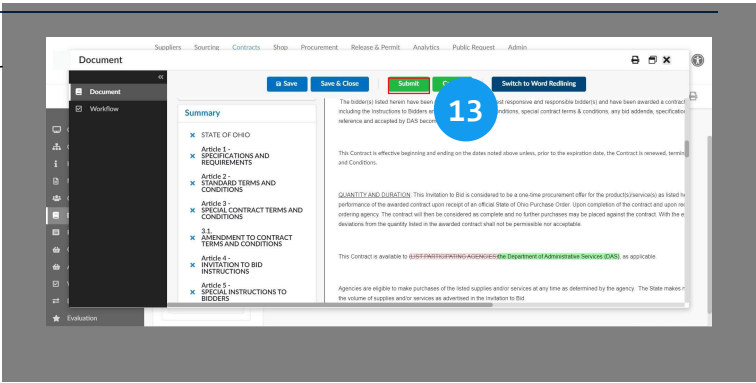 Suppliers Sourcing Contracts Shop Procurement Release & Permit Analytics Public Request Admin
Document
Document
Workflow
Save Save & Close Submit Switch to Word Redlining
13
Summary
STATE OF OHIO
Article 1 -
SPECIFICATIONS AND
REQUIREMENTS
Article 2 -
STANDARD TERMS AND
CONDITIONS
Article 3 -
SPECIAL CONTRACT TERMS AND
CONDITIONS
3.1.
AMENDMENT TO CONTRACT
TERMS AND CONDITIONS
Article 4 -
INVITATION TO BID
INSTRUCTIONS
Article 5 -
SPECIAL INSTRUCTIONS TO
BIDDERS
The bidder(s) listed herein have been responsive and responsible bidder(s) and have been awarded a contract
including the Instructions to Bidders special contract terms & conditions, any bid addenda, specification
reference and accepted by DAS
This Contract is effective beginning and ending on the dates noted above unless, prior to the expiration date, the Contract is renewed,
and Conditions.
QUANTITY AND DURATION: This Invitation to Bid is considered to be a one-time procurement offer for the product(s)/service(s) as listed
performance of the awarded contract upon receipt of an official State of Ohio Purchase Order. Upon completion of the contract and upon
ordering agency. The contract will then be considered as complete and no further purchases may be placed against the contract. With the
deviations from the quantity listed in the awarded contract shall not be permissible nor acceptable
This Contract is available to (LIST PARTICIPATING AGENCIES)the Department of Administrative Services (DAS), as applicable.
Agencies are eligible to make purchases of the listed supplies and/or services at any time as determined by the agency. The State makes
the volume of supplies and/or services as advertised in the Invitation to Bid.
Evaluation